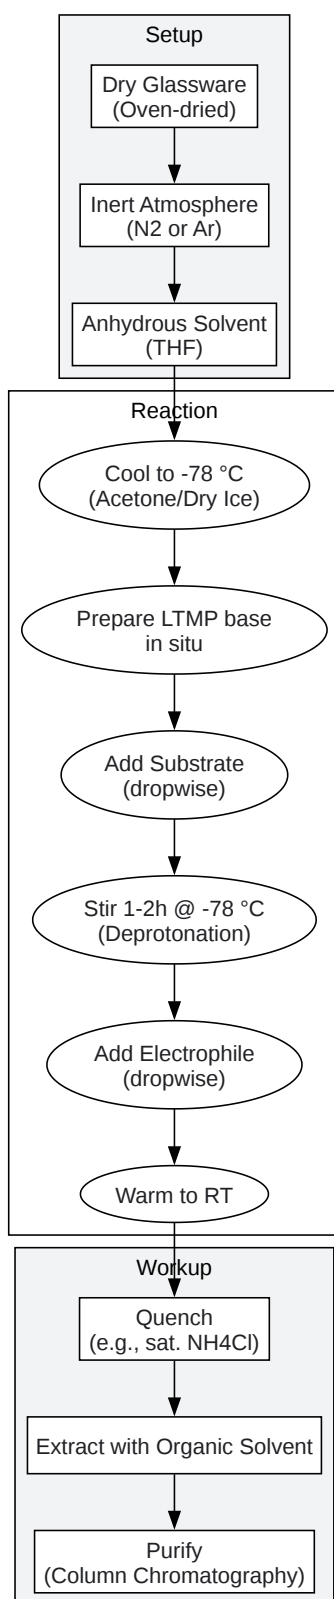 Setup
Dry Glassware
(Oven-dried)
Inert Atmosphere
(N2 or Ar)
Anhydrous Solvent
(THF)
Reaction
Cool to -78 °C
(Acetone/Dry Ice)
Prepare LTMP base
in situ
Add Substrate
(dropwise)
Stir 1-2h @ -78 °C
(Deprotonation)
Add Electrophile
(dropwise)
Warm to RT
Workup
Quench
(e.g., sat. NH4Cl)
Extract with Organic Solvent
Purify
(Column Chromatography)